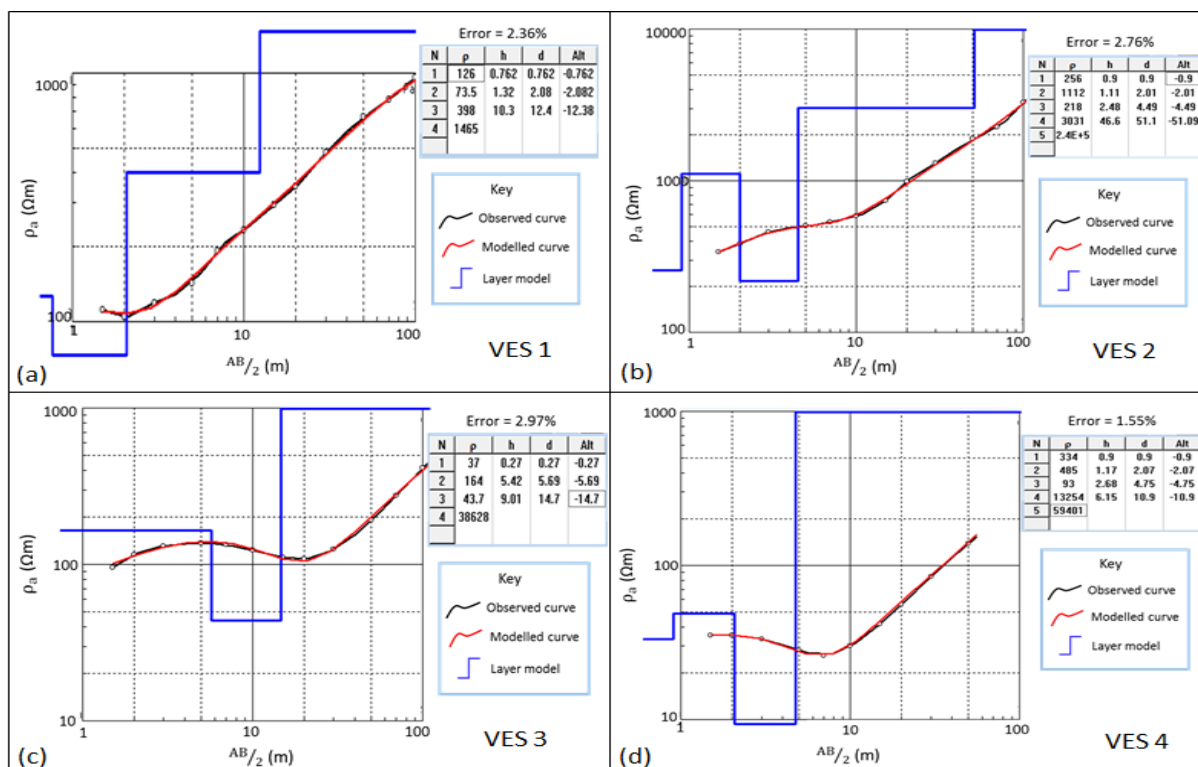 (a)
Error = 2.36%
N ρ h d Alt
1 126 0.762 0.762 -0.762
2 73.5 1.32 2.08 -2.082
3 398 10.3 12.4 -12.38
4 1465
Key
Observed curve
Modelled curve
Layer model
ρa (Ωm)
1000
100
1 10 100
AB/2 (m)
VES 1
(b)
Error = 2.76%
N ρ h d Alt
1 256 0.9 0.9 -0.9
2 1112 1.11 2.01 -2.01
3 218 2.48 4.49 -4.49
4 3031 46.6 51.1 -51.09
5 2.4E+5
Key
Observed curve
Modelled curve
Layer model
ρa (Ωm)
10000
1000
100
1 10 100
AB/2 (m)
VES 2
(c)
Error = 2.97%
N ρ h d Alt
1 37 0.27 0.27 -0.27
2 164 5.42 5.69 -5.69
3 43.7 9.01 14.7 -14.7
4 38628
Key
Observed curve
Modelled curve
Layer model
ρa (Ωm)
1000
100
10
1 10 100
AB/2 (m)
VES 3
(d)
Error = 1.55%
N ρ h d Alt
1 334 0.9 0.9 -0.9
2 485 1.17 2.07 -2.07
3 93 2.68 4.75 -4.75
4 13254 6.15 10.9 -10.9
5 59401
Key
Observed curve
Modelled curve
Layer model
ρa (Ωm)
1000
100
10
1 10 100
AB/2 (m)
VES 4